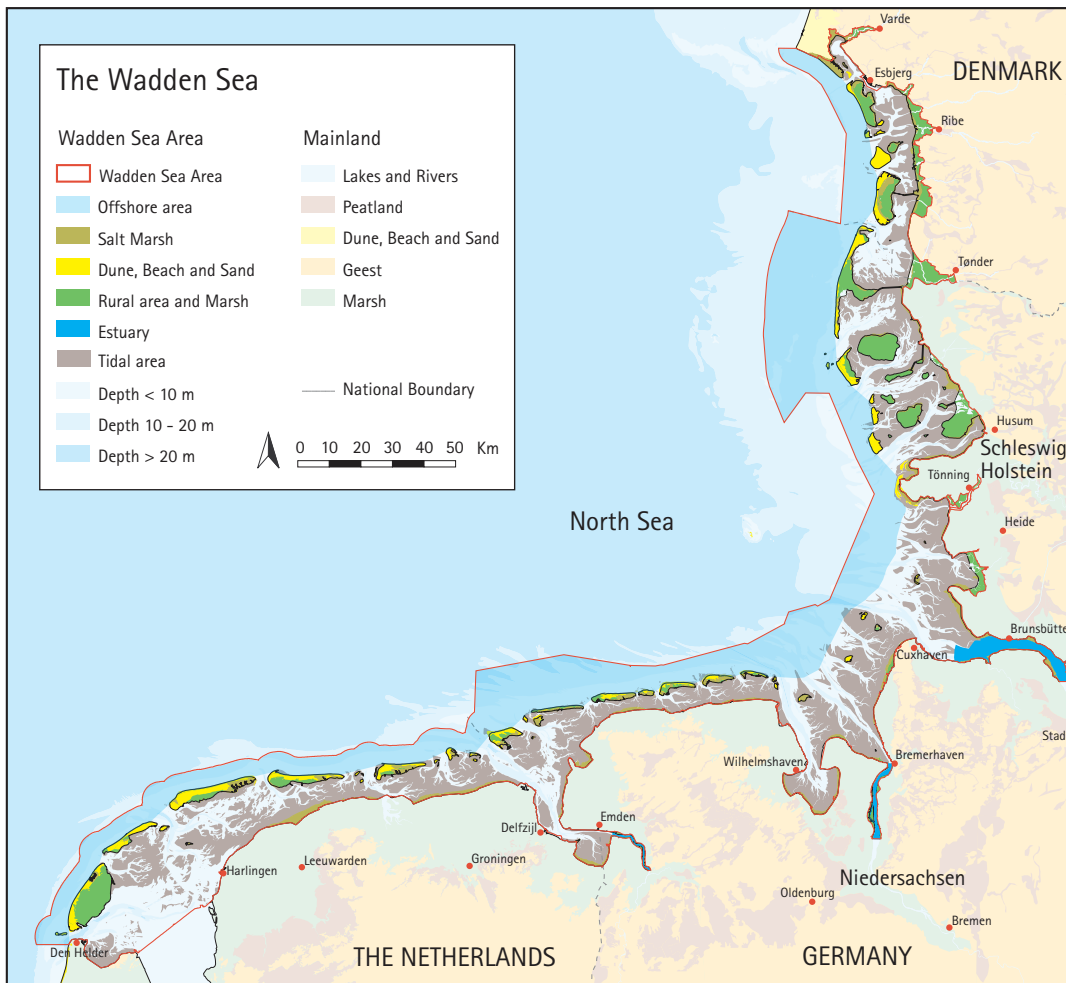 The Wadden Sea
Wadden Sea Area
Wadden Sea Area
Offshore area
Salt Marsh
Dune, Beach and Sand
Rural area and Marsh
Estuary
Tidal area
Depth < 10 m
Depth 10 - 20 m
Depth > 20 m
Mainland
Lakes and Rivers
Peatland
Dune, Beach and Sand
Geest
Marsh
National Boundary
0 10 20 30 40 50 Km
Varde
Esbjerg
DENMARK
Ribe
Tønder
Husum
Schleswig
Holstein
Tönning
North Sea
Heide
Brunsbütte
Cuxhaven
Stad
Bremerhaven
Wilhelmshaven
Emden
Delfzijl
Groningen
Leeuwarden
Harlingen
Niedersachsen
Oldenburg
Bremen
Den Helder
THE NETHERLANDS
GERMANY